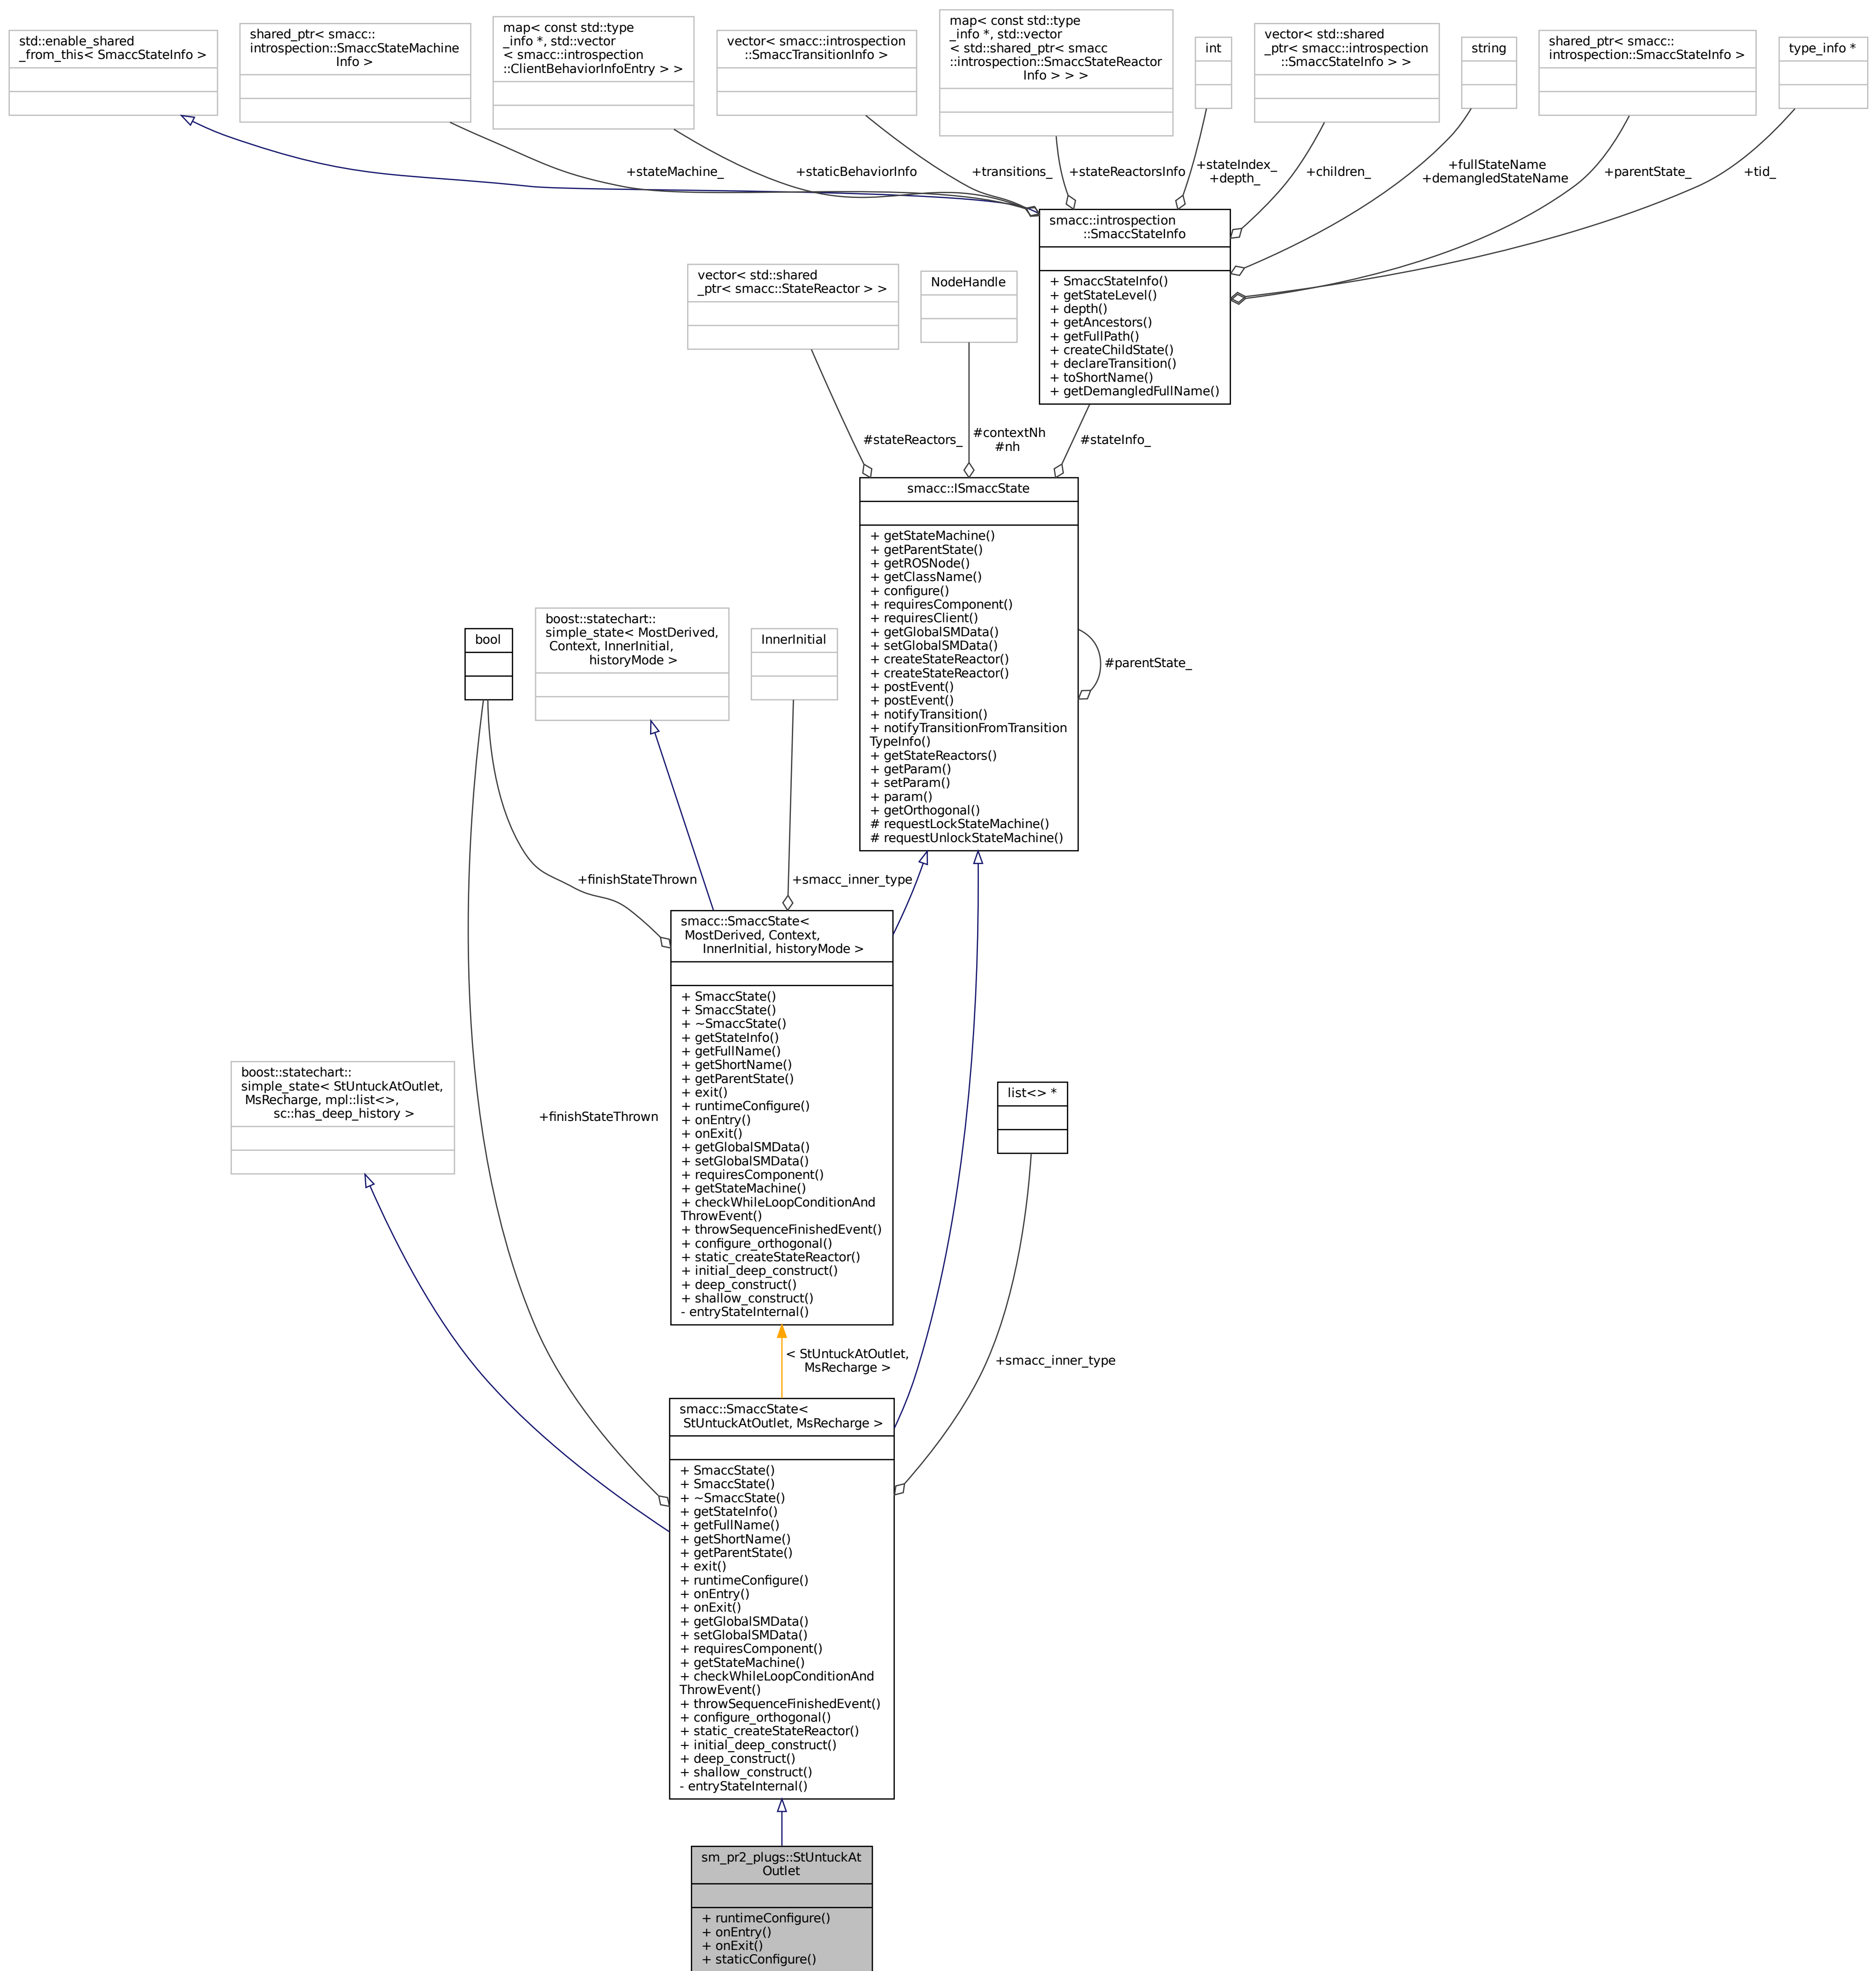 std::enable_shared
_from_this< SmaccStateInfo >
shared_ptr< smacc::
introspection::SmaccStateMachine
Info >
map< const std::type
_info *, std::vector
< smacc::introspection
::ClientBehaviorInfoEntry > >
vector< smacc::introspection
::SmaccTransitionInfo >
map< const std::type
_info *, std::vector
< std::shared_ptr< smacc
::introspection::SmaccStateReactor
Info > > >
int
vector< std::shared
_ptr< smacc::introspection
::SmaccStateInfo > >
string
shared_ptr< smacc::
introspection::SmaccStateInfo >
type_info *
+stateMachine_
+staticBehaviorInfo
+transitions_
+stateReactorsInfo
+stateIndex_
+depth_
+children_
+fullStateName
+demangledStateName
+parentState_
+tid_
smacc::introspection
::SmaccStateInfo
+ SmaccStateInfo()
+ getStateLevel()
+ depth()
+ getAncestors()
+ getFullPath()
+ createChildState()
+ declareTransition()
+ toShortName()
+ getDemangledFullName()
vector< std::shared
_ptr< smacc::StateReactor > >
NodeHandle
#stateReactors_
#contextNh
#nh
#stateInfo_
smacc::ISmaccState
+ getStateMachine()
+ getParentState()
+ getROSNode()
+ getClassName()
+ configure()
+ requiresComponent()
+ requiresClient()
+ getGlobalSMData()
+ setGlobalSMData()
+ createStateReactor()
+ createStateReactor()
+ postEvent()
+ postEvent()
+ notifyTransition()
+ notifyTransitionFromTransition
TypeInfo()
+ getStateReactors()
+ getParam()
+ setParam()
+ param()
+ getOrthogonal()
# requestLockStateMachine()
# requestUnlockStateMachine()
#parentState_
bool
boost::statechart::
simple_state< MostDerived,
Context, InnerInitial,
historyMode >
InnerInitial
+finishStateThrown
+smacc_inner_type
smacc::SmaccState<
MostDerived, Context,
InnerInitial, historyMode >
+ SmaccState()
+ SmaccState()
+ ~SmaccState()
+ getStateInfo()
+ getFullName()
+ getShortName()
+ getParentState()
+ exit()
+ runtimeConfigure()
+ onEntry()
+ onExit()
+ getGlobalSMData()
+ setGlobalSMData()
+ requiresComponent()
+ getStateMachine()
+ checkWhileLoopConditionAnd
ThrowEvent()
+ throwSequenceFinishedEvent()
+ configure_orthogonal()
+ static_createStateReactor()
+ initial_deep_construct()
+ deep_construct()
+ shallow_construct()
- entryStateInternal()
boost::statechart::
simple_state< StUntuckAtOutlet,
MsRecharge, mpl::list<>,
sc::has_deep_history >
+finishStateThrown
list<> *
< StUntuckAtOutlet,
MsRecharge >
+smacc_inner_type
smacc::SmaccState<
StUntuckAtOutlet, MsRecharge >
+ SmaccState()
+ SmaccState()
+ ~SmaccState()
+ getStateInfo()
+ getFullName()
+ getShortName()
+ getParentState()
+ exit()
+ runtimeConfigure()
+ onEntry()
+ onExit()
+ getGlobalSMData()
+ setGlobalSMData()
+ requiresComponent()
+ getStateMachine()
+ checkWhileLoopConditionAnd
ThrowEvent()
+ throwSequenceFinishedEvent()
+ configure_orthogonal()
+ static_createStateReactor()
+ initial_deep_construct()
+ deep_construct()
+ shallow_construct()
- entryStateInternal()
sm_pr2_plugs::StUntuckAt
Outlet
+ runtimeConfigure()
+ onEntry()
+ onExit()
+ staticConfigure()